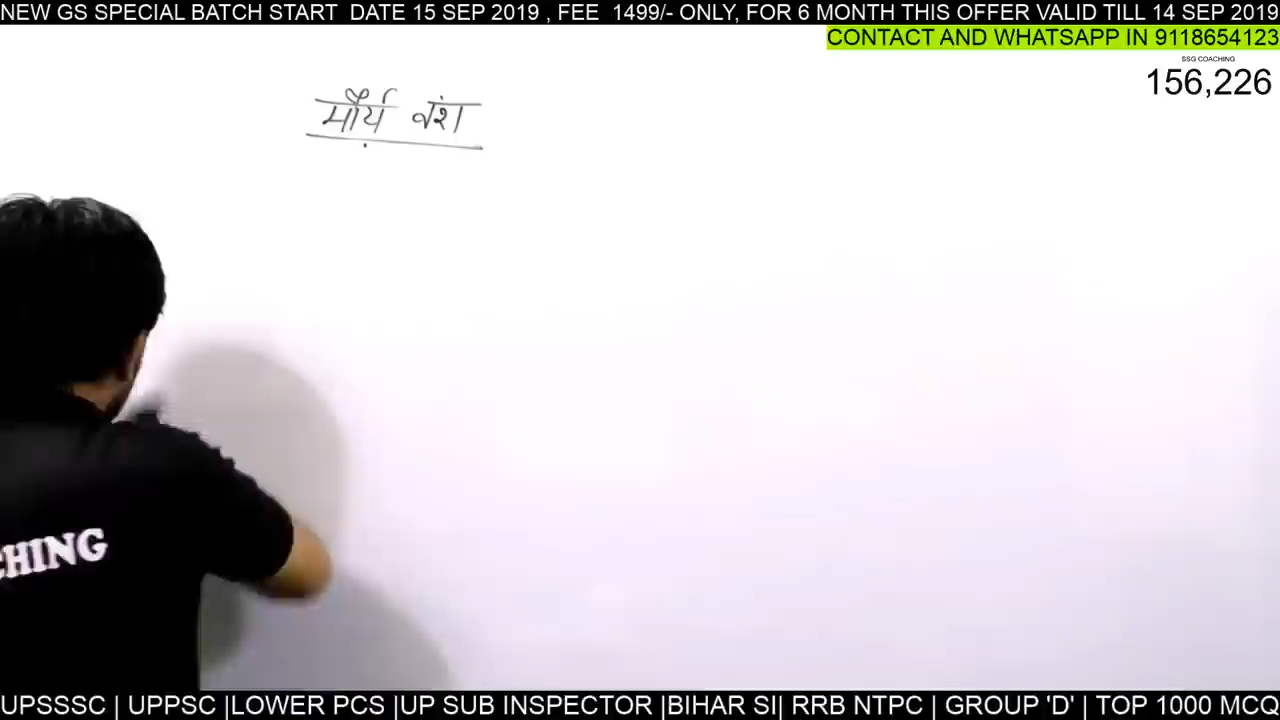 NEW GS SPECIAL BATCH START DATE 15 SEP 2019 , FEE 1499/- ONLY, FOR 6 MONTH THIS OFFER VALID TILL 14 SEP 2019
CONTACT AND WHATSAPP IN 9118654123
SSG COACHING
156,226
मौर्य वंश
CHING
UPSSSC | UPPSC |LOWER PCS |UP SUB INSPECTOR |BIHAR SI| RRB NTPC | GROUP 'D' | TOP 1000 MCQ